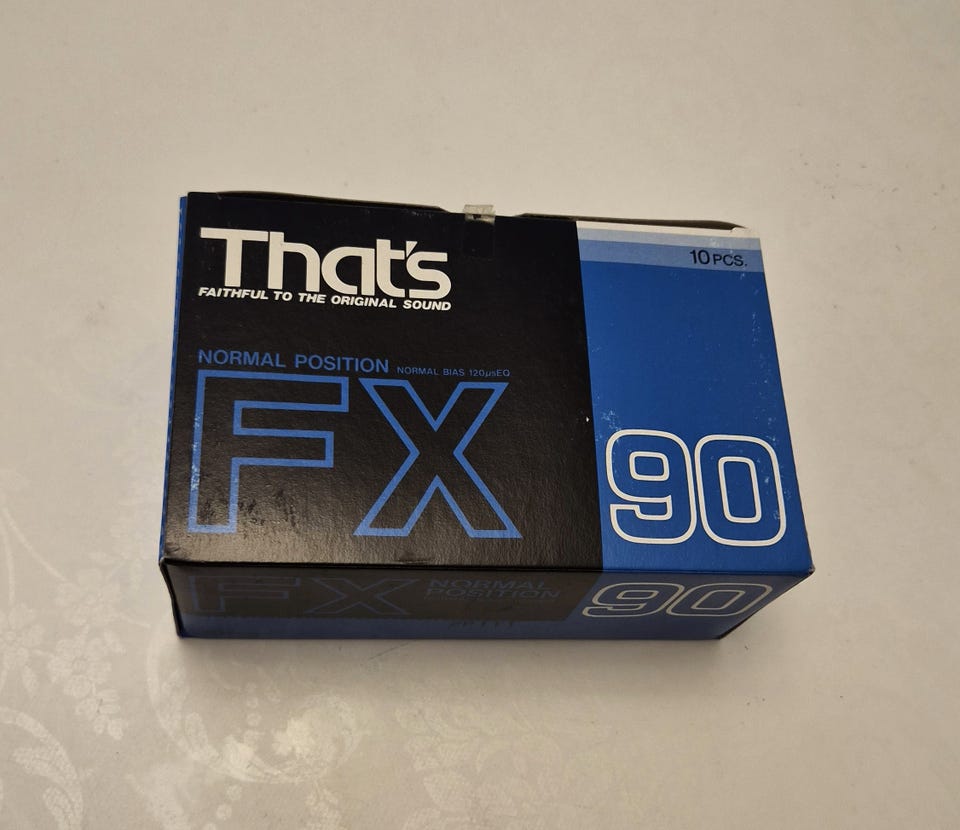 That's
FAITHFUL TO THE ORIGINAL SOUND
10 PCS.
NORMAL POSITION NORMAL BIAS 120μsEQ
FX
90
FX NORMAL
POSITION
90